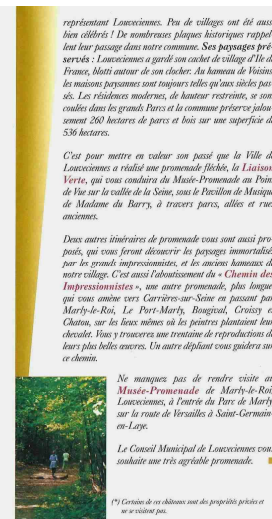 représentant Louveciennes. Peu de villages ont été aussi
bien célébrés ! De nombreuses plaques historiques rappel-
lent leur passage dans notre commune. Ses paysages pré-
servés : Louveciennes a gardé son cachet de village d'Ile de
France, blotti autour de son clocher. Au hameau de Voisins
les maisons paysannes sont toujours telles qu'aux siècles pas-
sés. Les résidences modernes, de hauteur restreinte, se sont
coulées dans les grands Parcs et la commune préserve jalou-
sement 260 hectares de parcs et bois sur une superficie de
536 hectares.
C'est pour mettre en valeur son passé que la Ville de
Louveciennes a réalisé une promenade fléchée, la Liaison
Verte, qui vous conduira du Musée-Promenade au Point
de Vue sur la vallée de la Seine, sous le Pavillon de Musique
de Madame du Barry, à travers parcs, allées et rues
anciennes.
Deux autres itinéraires de promenade vous sont aussi pro-
posés, qui vous feront découvrir les paysages immortalisés
par les grands impressionnistes, et les anciens hameaux de
notre village. C'est aussi l'aboutissement du « Chemin des
Impressionnistes », une autre promenade, plus longue,
qui vous amène vers Carrières-sur-Seine en passant par
Marly-le-Roi, Le Port-Marly, Bougival, Croissy et
Chatou, sur les lieux mêmes où les peintres plantaient leur
chevalet. Vous y trouverez une trentaine de reproductions de
leurs plus belles œuvres. Un autre dépliant vous guidera sur
ce chemin.
Ne manquez pas de rendre visite au
Musée-Promenade de Marly-le-Roi
Louveciennes, à l'entrée du Parc de Marly
sur la route de Versailles à Saint-Germain-
en-Laye.
Le Conseil Municipal de Louveciennes vous
souhaite une très agréable promenade.
(*) Certains de ces châteaux sont des propriétés privées et
ne se visitent pas.